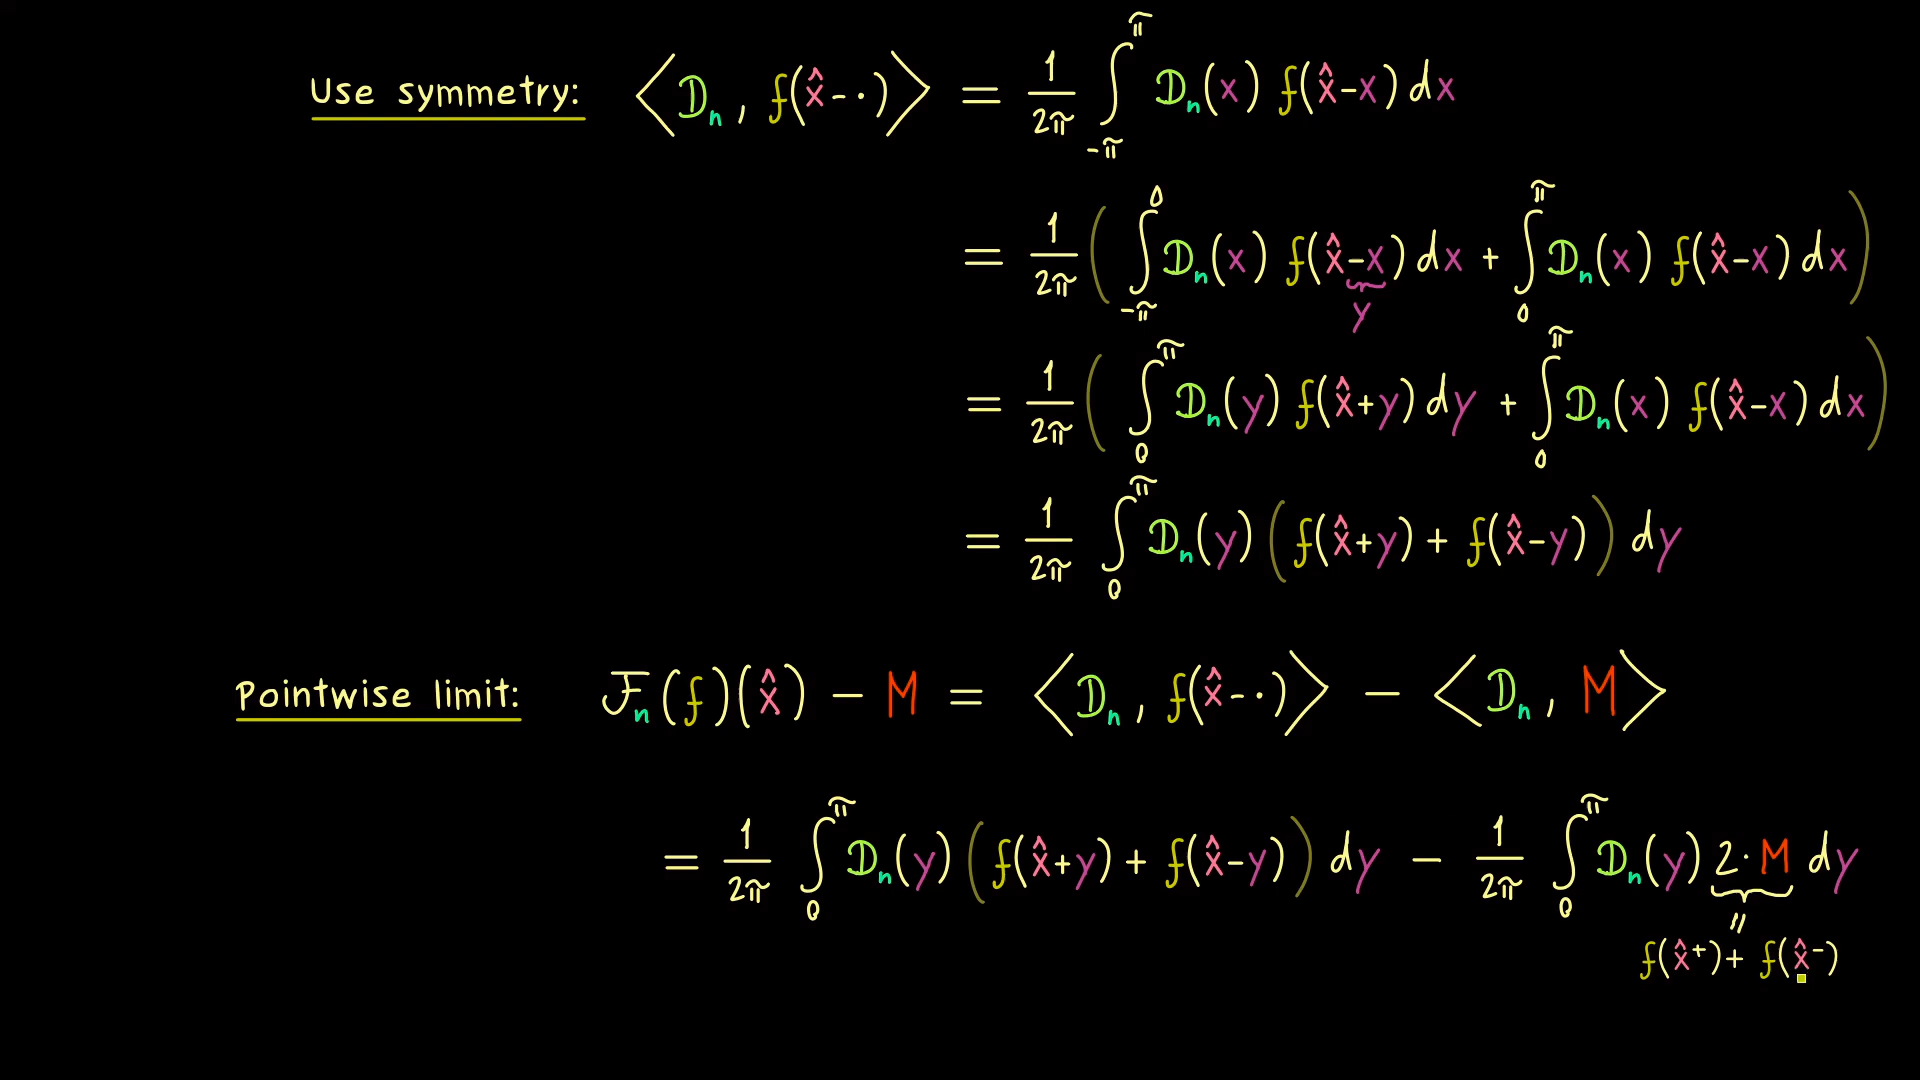 Use symmetry: ⟨D_n, f(x̂-·)⟩ = 1/2π ∫_{-π}^{π} D_n(x) f(x̂-x) dx
= 1/2π ( ∫_{-π}^{0} D_n(x) f(x̂-x) dx + ∫_{0}^{π} D_n(x) f(x̂-x) dx )
y
= 1/2π ( ∫_{0}^{π} D_n(y) f(x̂+y) dy + ∫_{0}^{π} D_n(x) f(x̂-x) dx )
= 1/2π ∫_{0}^{π} D_n(y) ( f(x̂+y) + f(x̂-y) ) dy
Pointwise limit: F_n(f)(x̂) - M = ⟨D_n, f(x̂-·)⟩ - ⟨D_n, M⟩
= 1/2π ∫_{0}^{π} D_n(y) ( f(x̂+y) + f(x̂-y) ) dy - 1/2π ∫_{0}^{π} D_n(y) 2·M dy
=
f(x̂⁺) + f(x̂⁻)